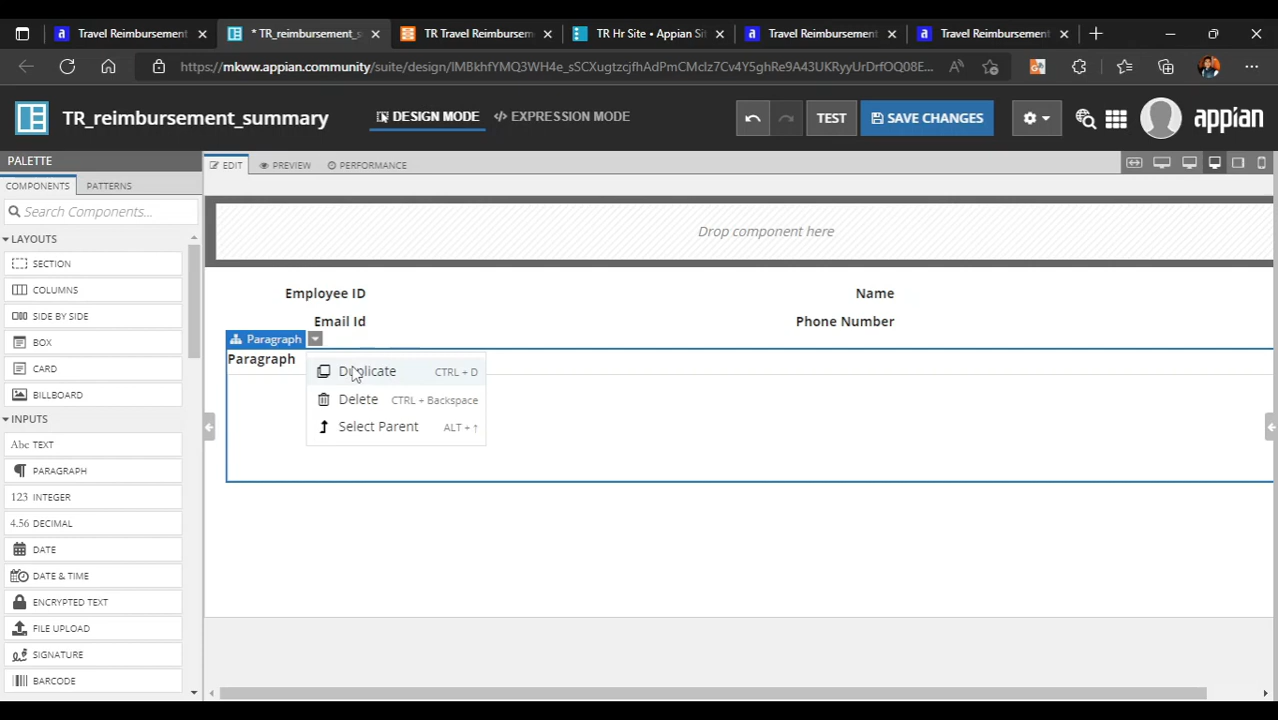 Travel Reimbursement
* TR_reimbursement_s
TR Travel Reimbursem
TR Hr Site • Appian Si
Travel Reimbursement
Travel Reimbursement
https://mkww.appian.community/suite/design/
TR_reimbursement_summary
DESIGN MODE
</> EXPRESSION MODE
TEST
SAVE CHANGES
appian
PALETTE
EDIT
PREVIEW
PERFORMANCE
COMPONENTS
PATTERNS
Search Components...
LAYOUTS
SECTION
COLUMNS
SIDE BY SIDE
BOX
CARD
BILLBOARD
INPUTS
Abc TEXT
PARAGRAPH
123 INTEGER
4.56 DECIMAL
DATE
DATE & TIME
ENCRYPTED TEXT
FILE UPLOAD
SIGNATURE
BARCODE
Drop component here
Employee ID
Name
Email Id
Phone Number
Paragraph
Paragraph
Duplicate CTRL + D
Delete CTRL + Backspace
Select Parent ALT + ↑